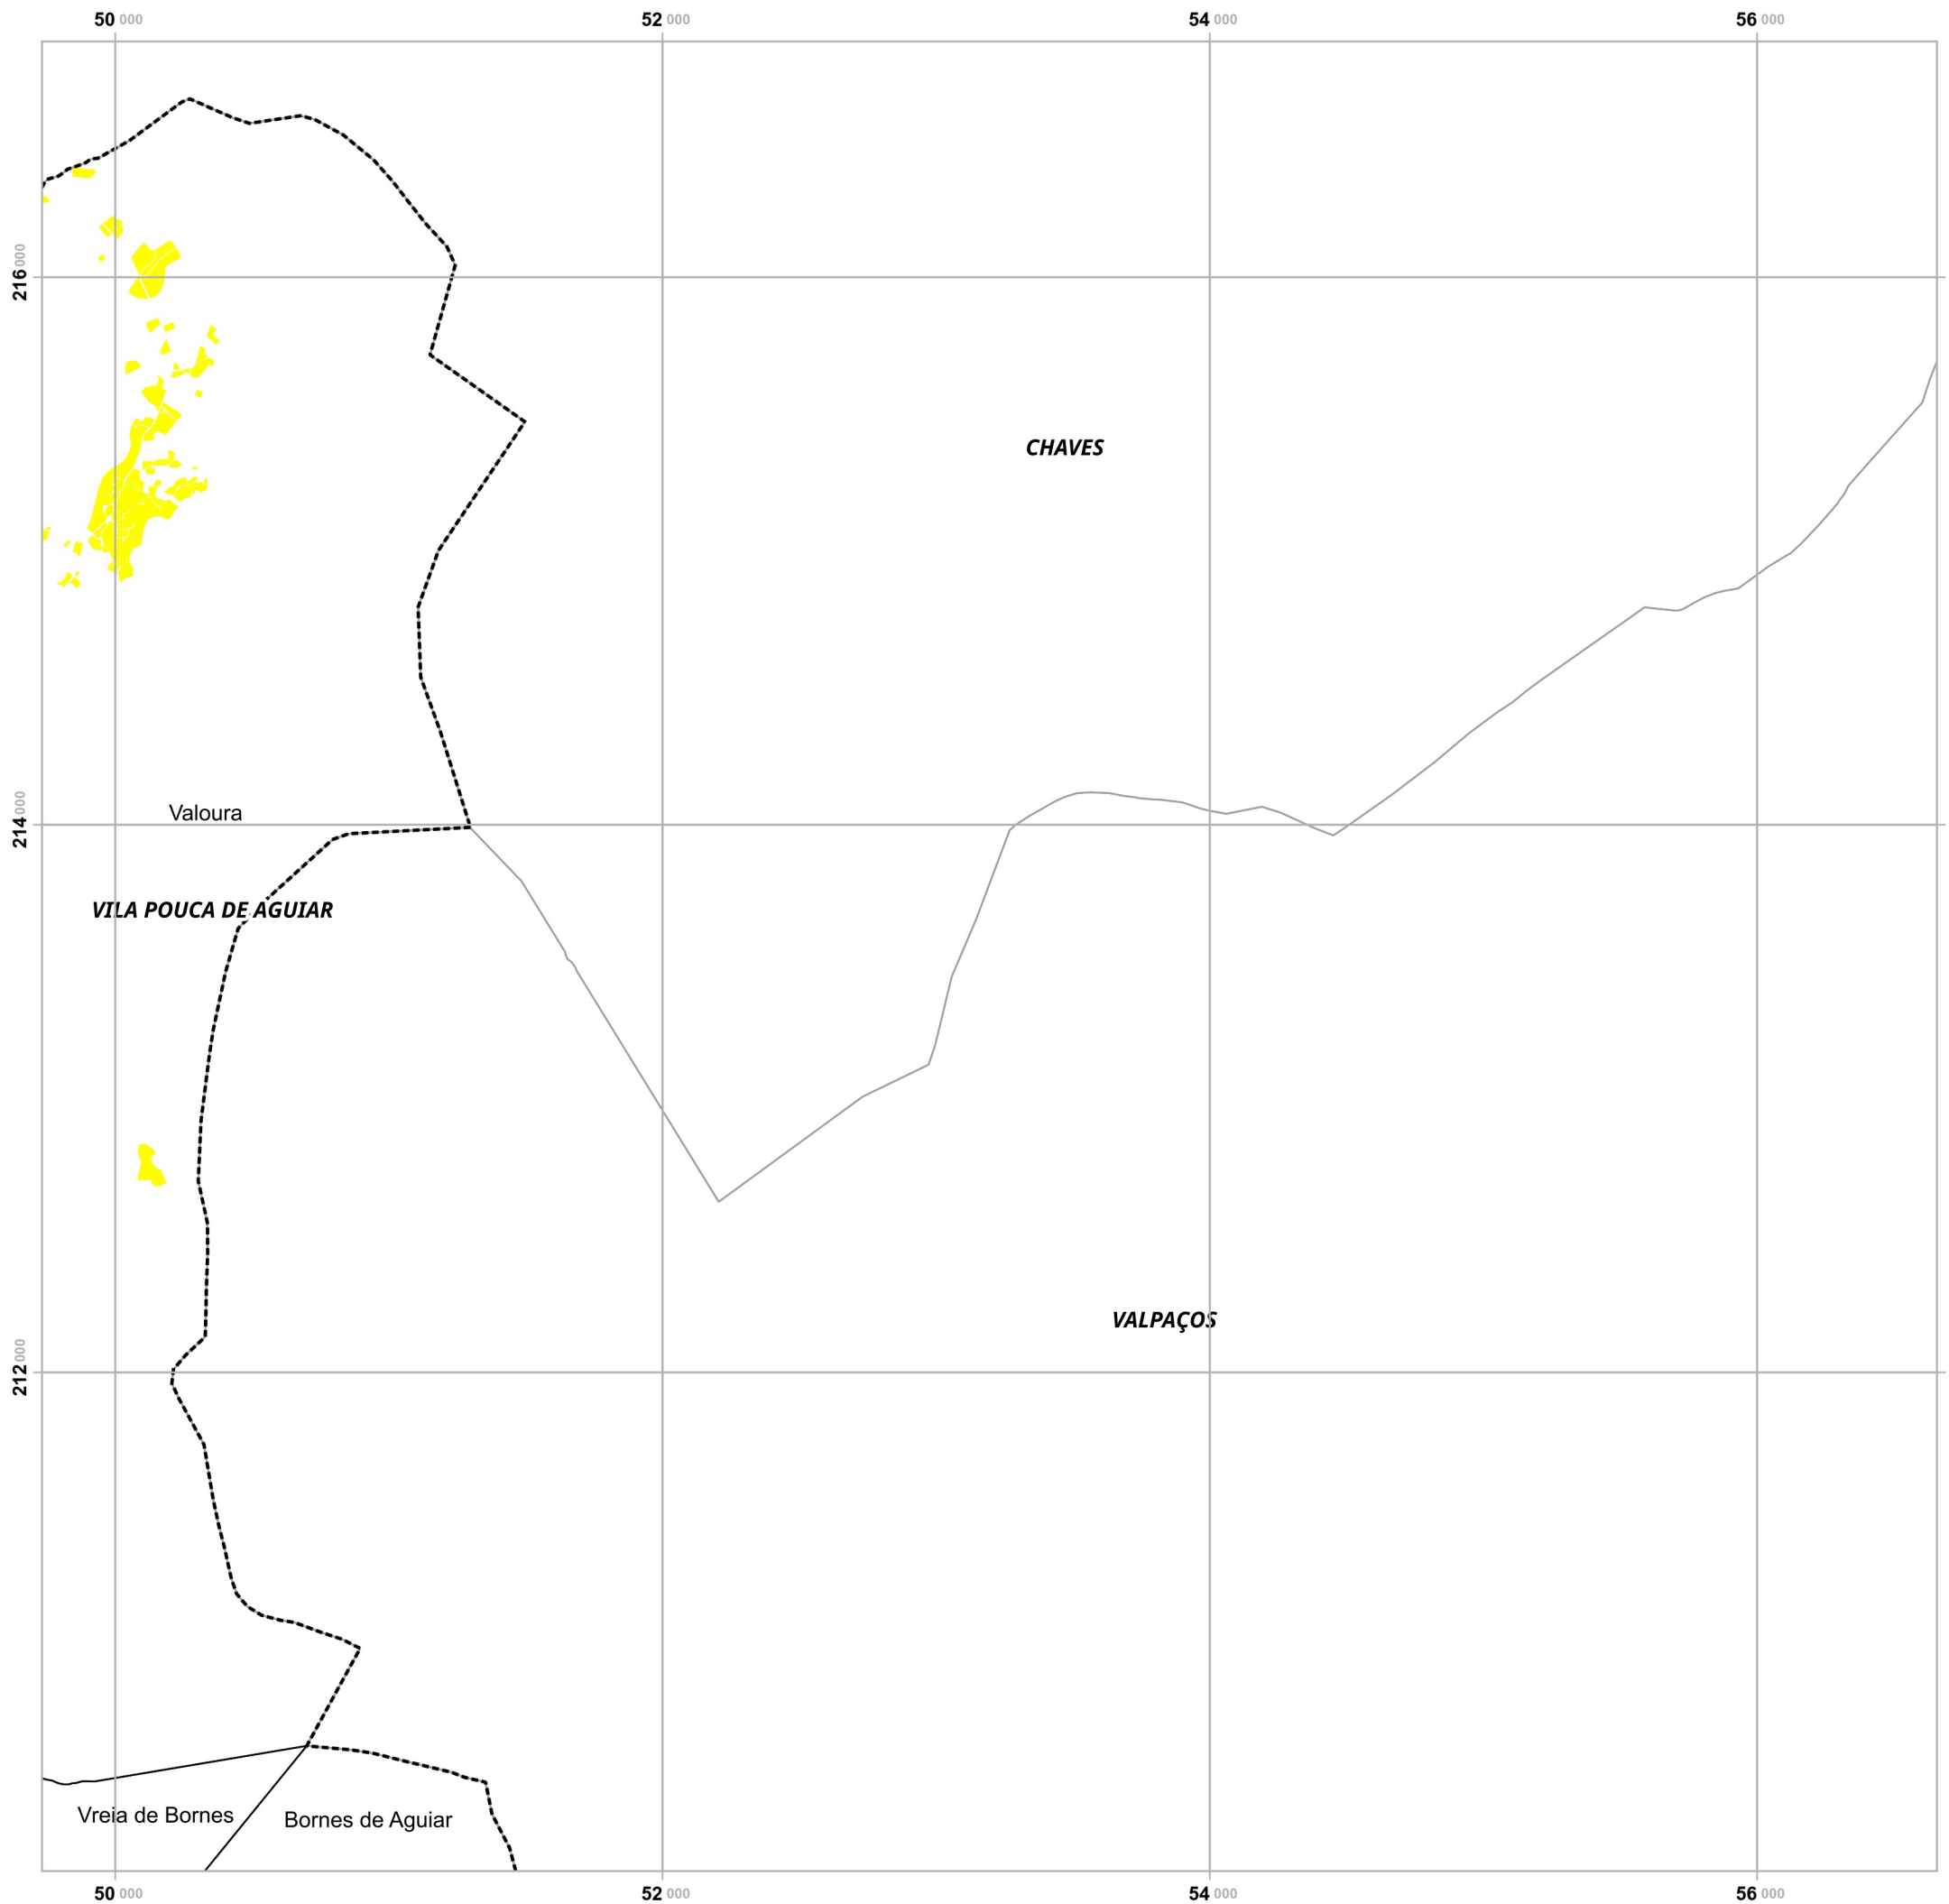 50 000 52 000 54 000 56 000
216 000
CHAVES
214 000
Valoura
VILA POUCA DE AGUIAR
VALPAÇOS
212 000
Vreia de Bornes
Bornes de Aguiar
50 000 52 000 54 000 56 000